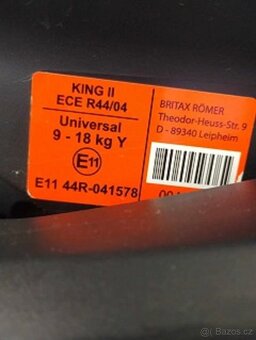 KING II
ECE R44/04
Universal
9 - 18 kg Y
E11
E11 44R-041578
BRITAX RÖMER
Theodor-Heuss-Str. 9
D - 89340 Leipheim
Bazoš.cz